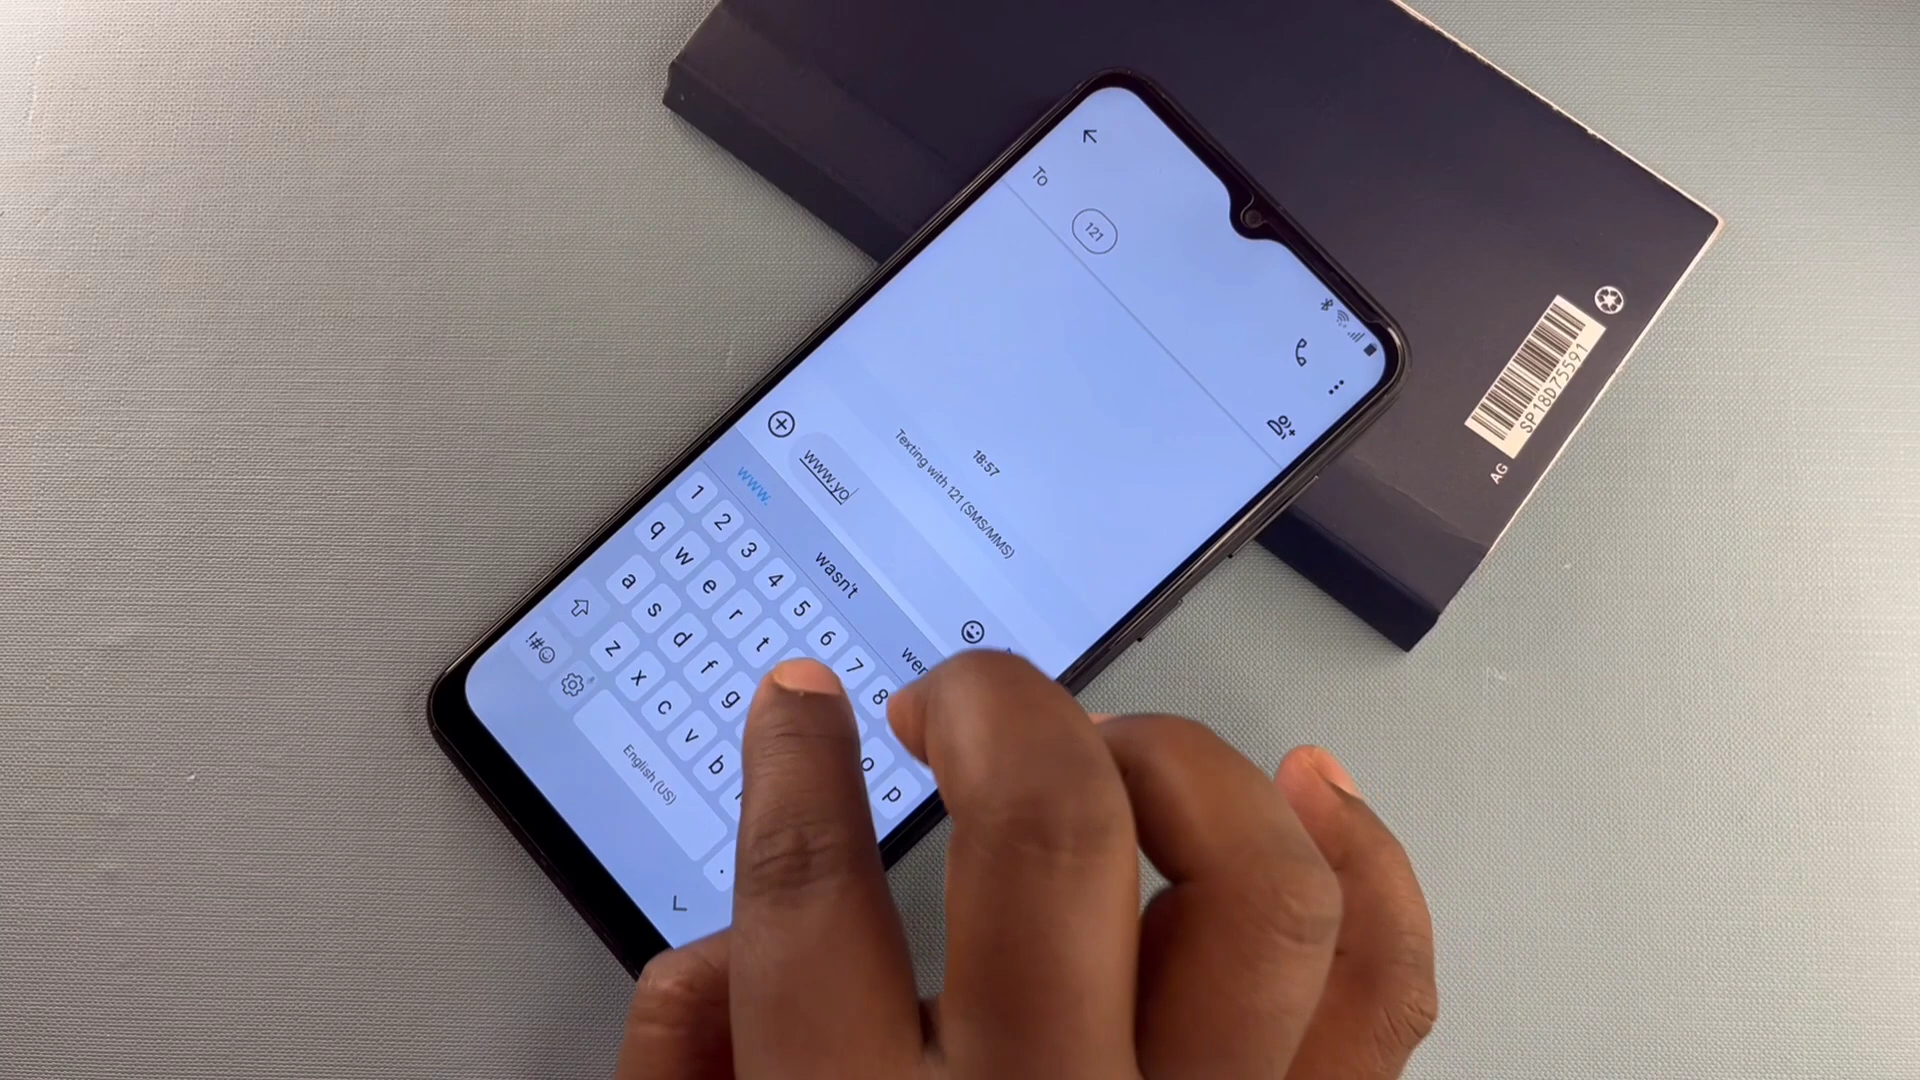 To
121
18:57
Texting with 121 (SMS/MMS)
www.yo
www.
wasn't
1 2 3 4 5 6 7 8
q w e r t o p
a s d f g
z x c v b
!#☺
English (US)
.
SP18D75591
AG